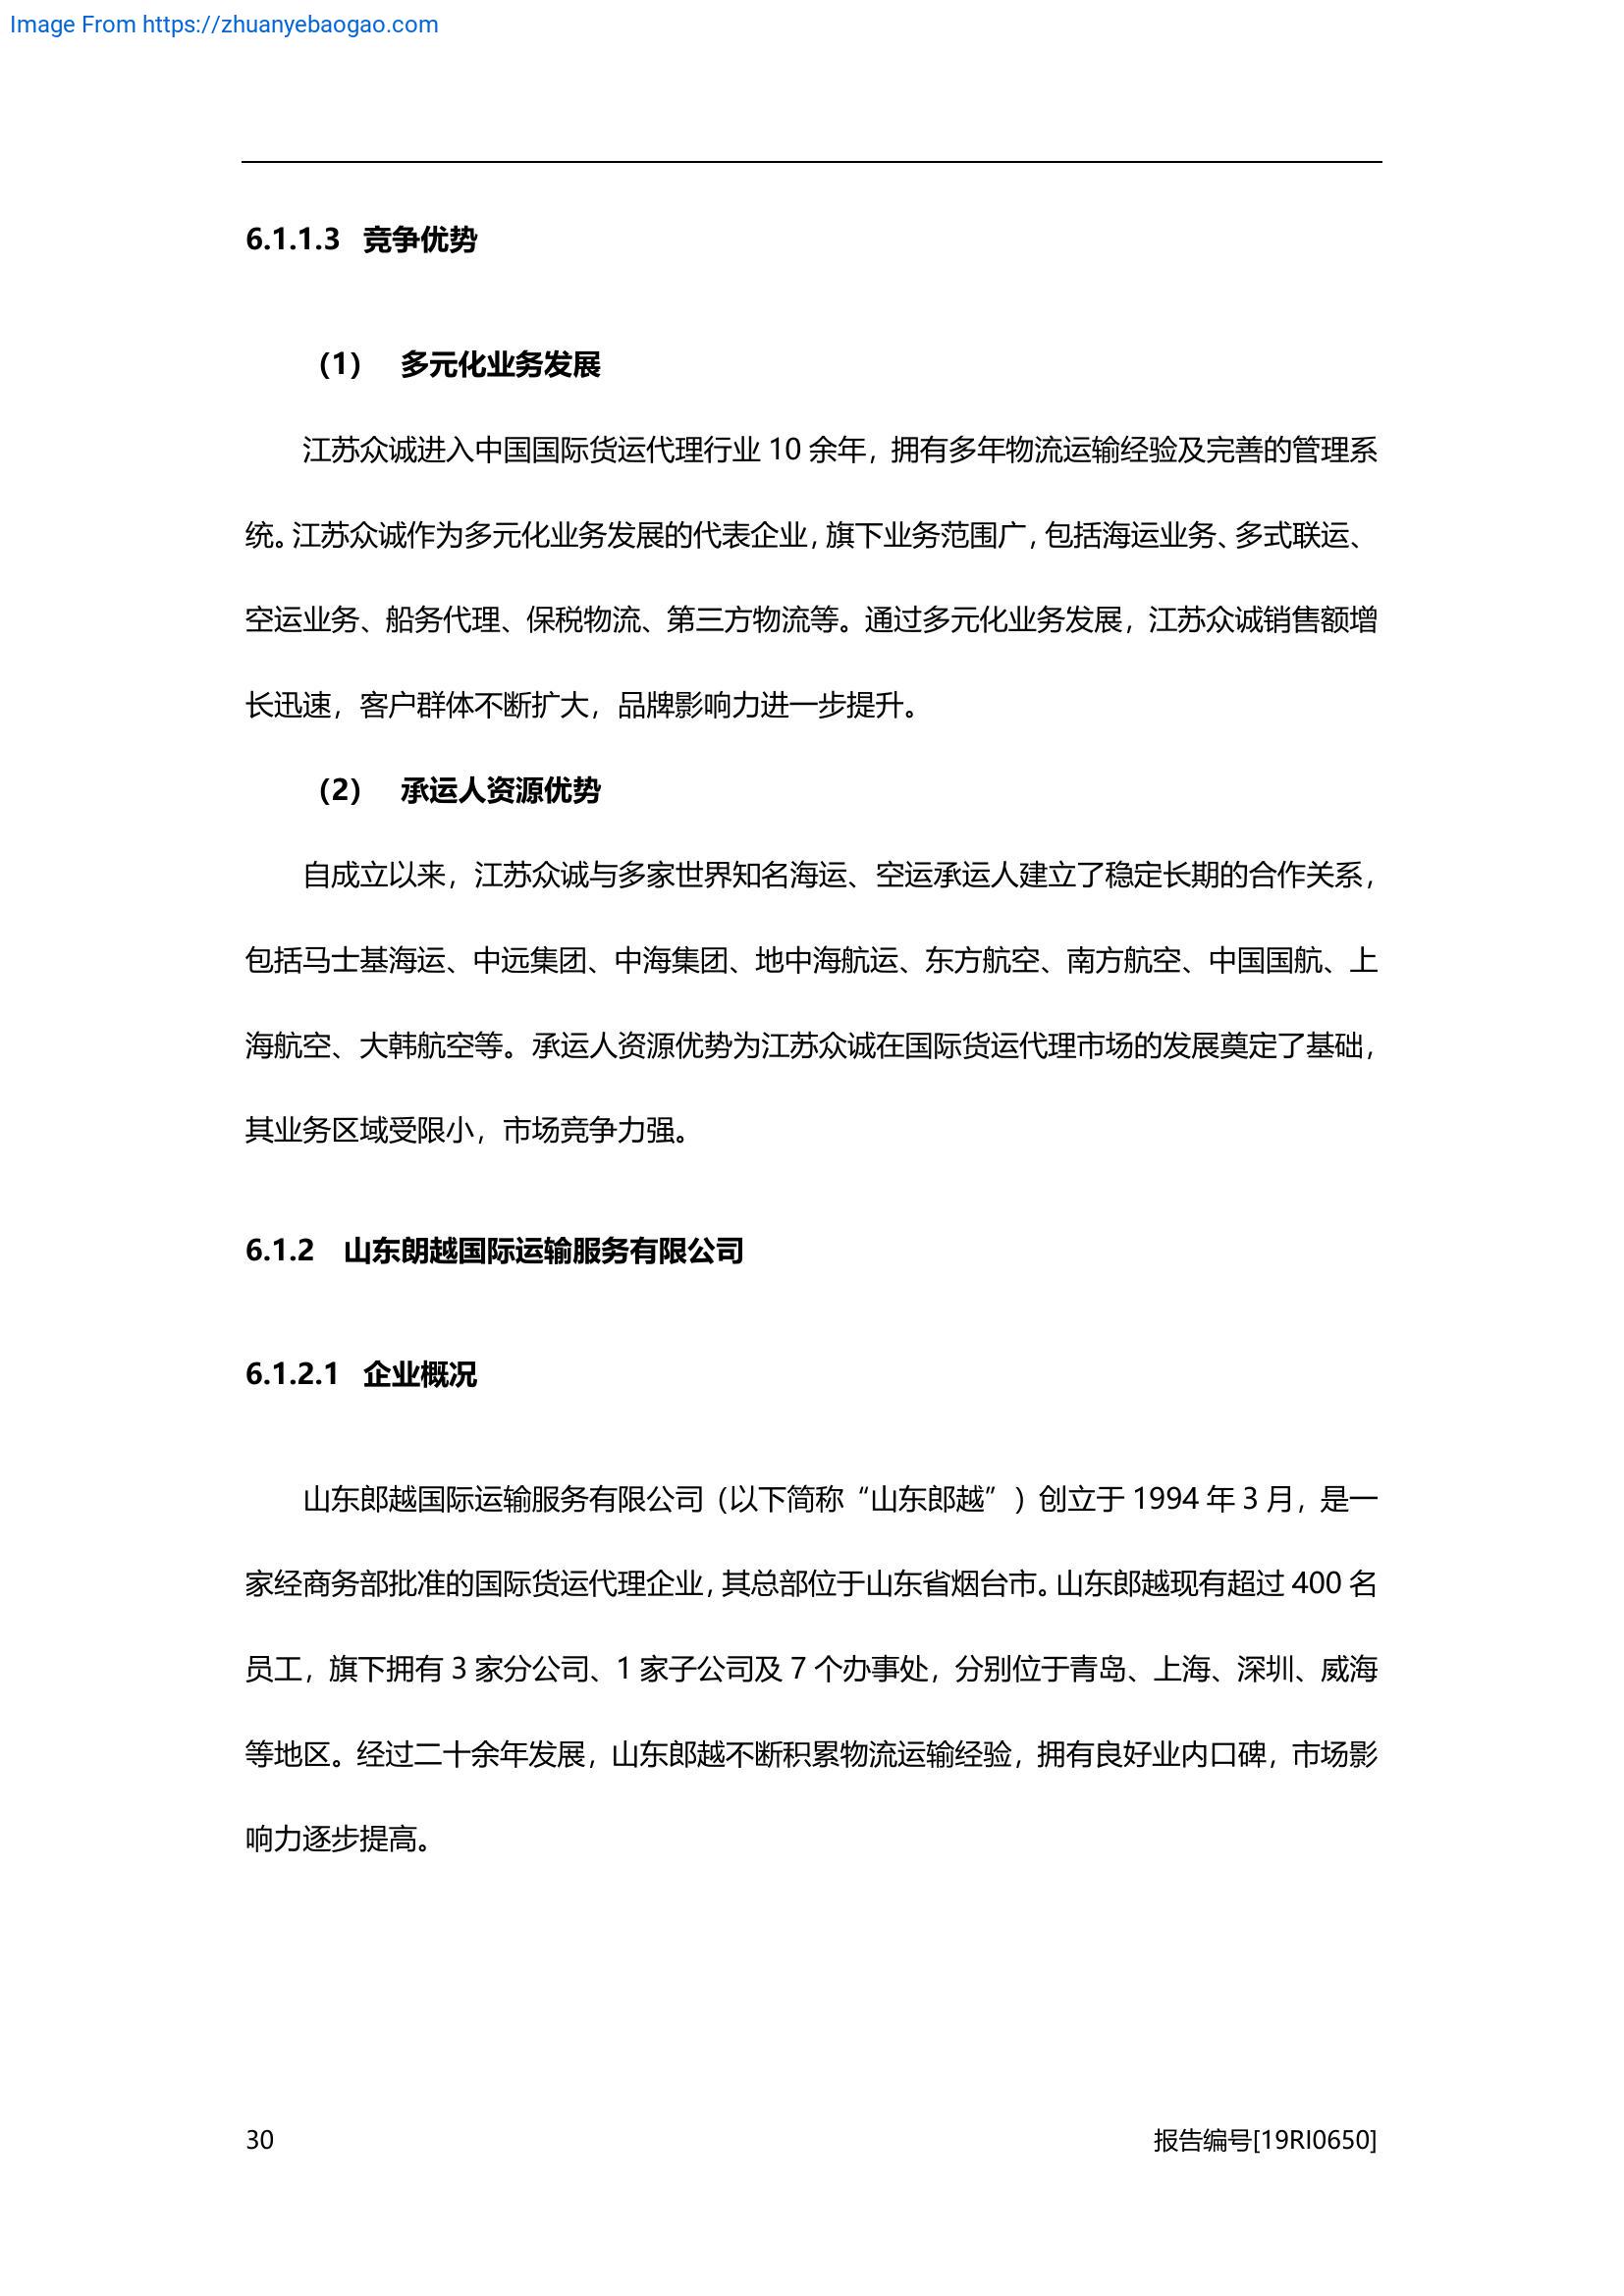 Image From https://zhuanyebaogao.com
6.1.1.3 竞争优势
（1） 多元化业务发展
江苏众诚进入中国国际货运代理行业 10 余年，拥有多年物流运输经验及完善的管理系
统。江苏众诚作为多元化业务发展的代表企业，旗下业务范围广，包括海运业务、多式联运、
空运业务、船务代理、保税物流、第三方物流等。通过多元化业务发展，江苏众诚销售额增
长迅速，客户群体不断扩大，品牌影响力进一步提升。
（2） 承运人资源优势
自成立以来，江苏众诚与多家世界知名海运、空运承运人建立了稳定长期的合作关系，
包括马士基海运、中远集团、中海集团、地中海航运、东方航空、南方航空、中国国航、上
海航空、大韩航空等。承运人资源优势为江苏众诚在国际货运代理市场的发展奠定了基础，
其业务区域受限小，市场竞争力强。
6.1.2 山东朗越国际运输服务有限公司
6.1.2.1 企业概况
山东郎越国际运输服务有限公司（以下简称“山东郎越”）创立于 1994 年 3 月，是一
家经商务部批准的国际货运代理企业，其总部位于山东省烟台市。山东郎越现有超过 400 名
员工，旗下拥有 3 家分公司、1 家子公司及 7 个办事处，分别位于青岛、上海、深圳、威海
等地区。经过二十余年发展，山东郎越不断积累物流运输经验，拥有良好业内口碑，市场影
响力逐步提高。
30
报告编号[19RI0650]